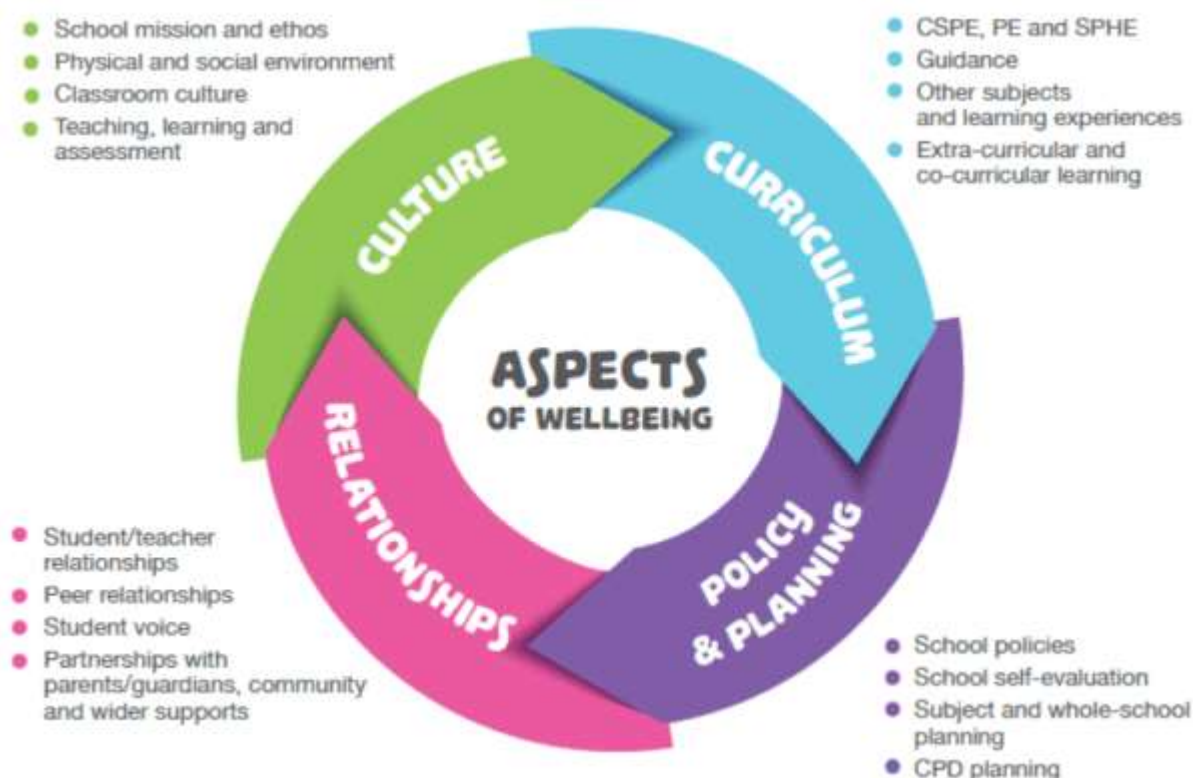 School mission and ethos
Physical and social environment
Classroom culture
Teaching, learning and
assessment
CSPE, PE and SPHE
Guidance
Other subjects
and learning experiences
Extra-curricular and
co-curricular learning
CULTURE
CURRICULUM
ASPECTS
OF WELLBEING
RELATIONSHIPS
POLICY
& PLANNING
Student/teacher
relationships
Peer relationships
Student voice
Partnerships with
parents/guardians, community
and wider supports
School policies
School self-evaluation
Subject and whole-school
planning
CPD planning